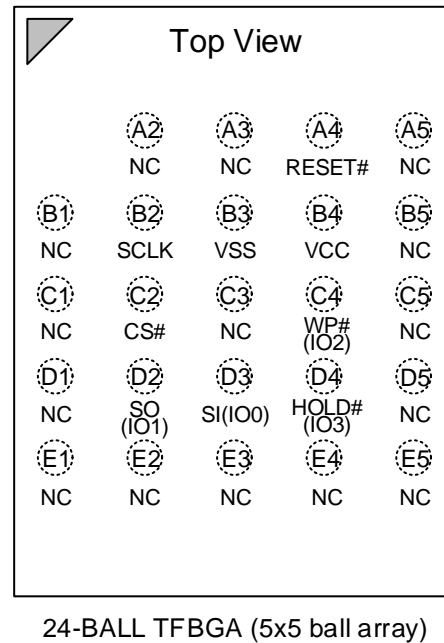 Top View
A2 A3 A4 A5
NC NC RESET# NC
B1 B2 B3 B4 B5
NC SCLK VSS VCC NC
C1 C2 C3 C4 C5
NC CS# NC WP# NC
(IO2)
D1 D2 D3 D4 D5
NC SO SI(IO0) HOLD# NC
(IO1) (IO3)
E1 E2 E3 E4 E5
NC NC NC NC NC
24-BALL TFBGA (5x5 ball array)